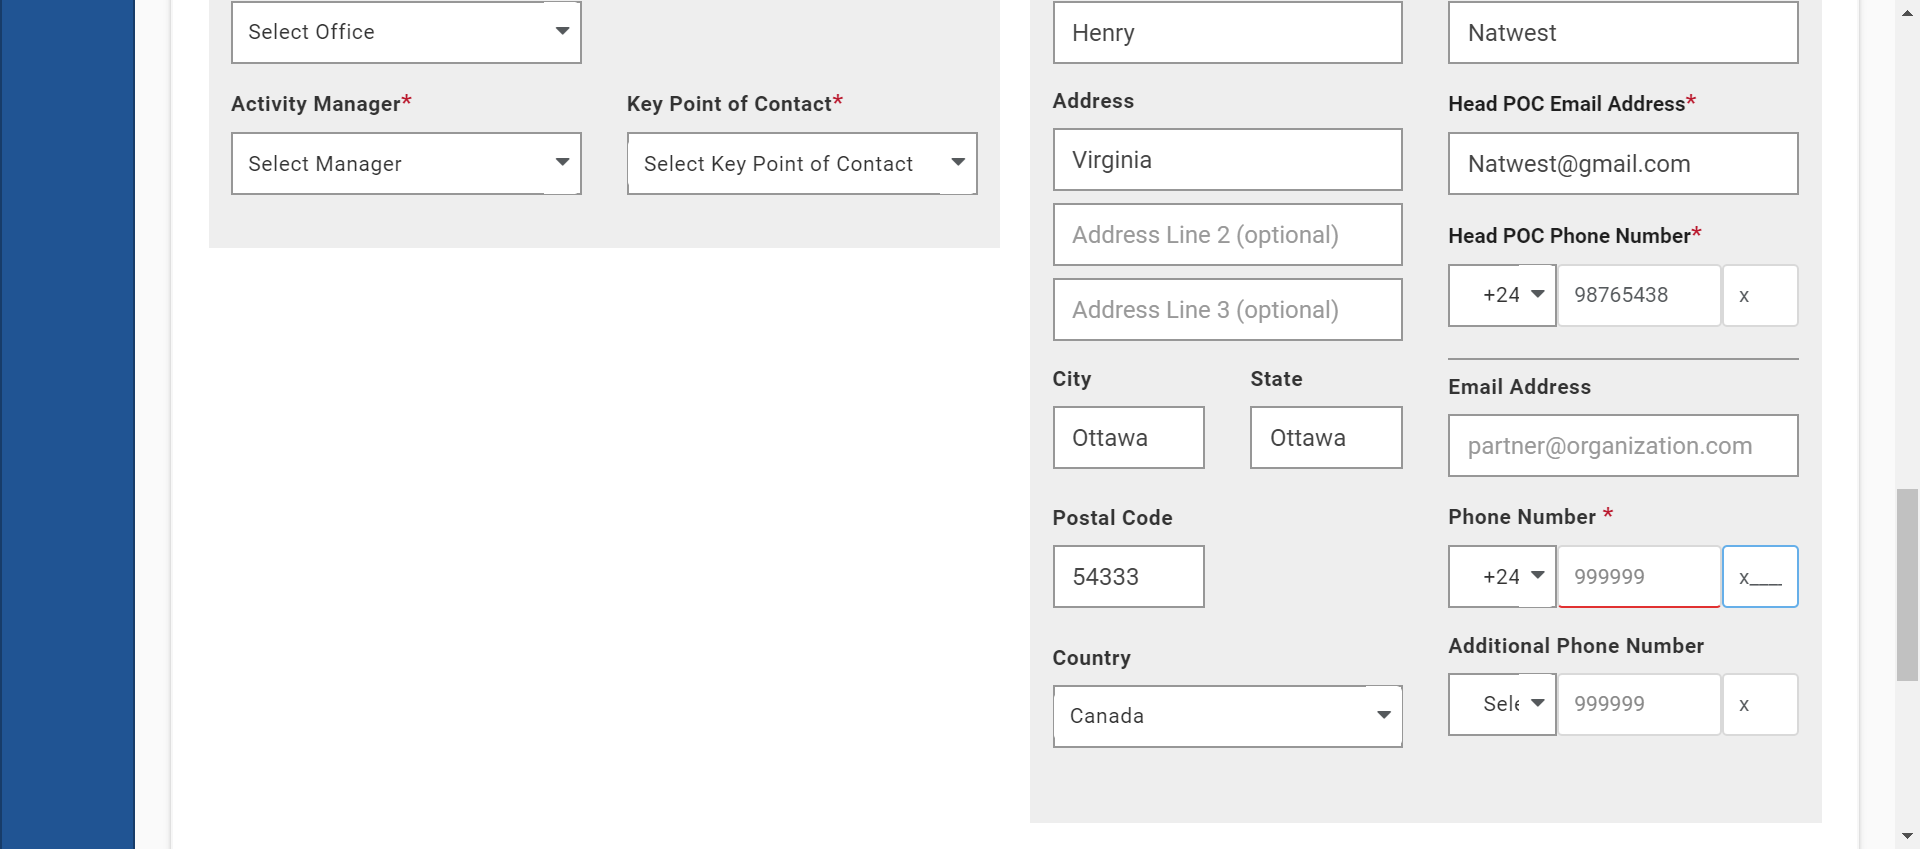 Select Office
Activity Manager*
Key Point of Contact*
Select Manager
Select Key Point of Contact
Henry
Address
Virginia
Address Line 2 (optional)
Address Line 3 (optional)
City
State
Ottawa
Ottawa
Postal Code
54333
Country
Canada
Natwest
Head POC Email Address*
Natwest@gmail.com
Head POC Phone Number*
+24 98765438 x
Email Address
partner@organization.com
Phone Number *
+24 999999 x____
Additional Phone Number
Sele 999999 x